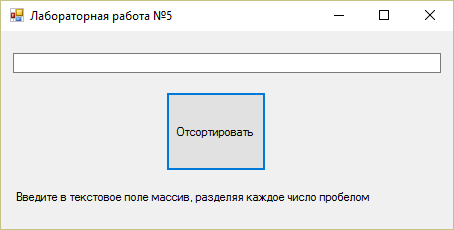 Лабораторная работа №5
Отсортировать
Введите в текстовое поле массив, разделяя каждое число пробелом